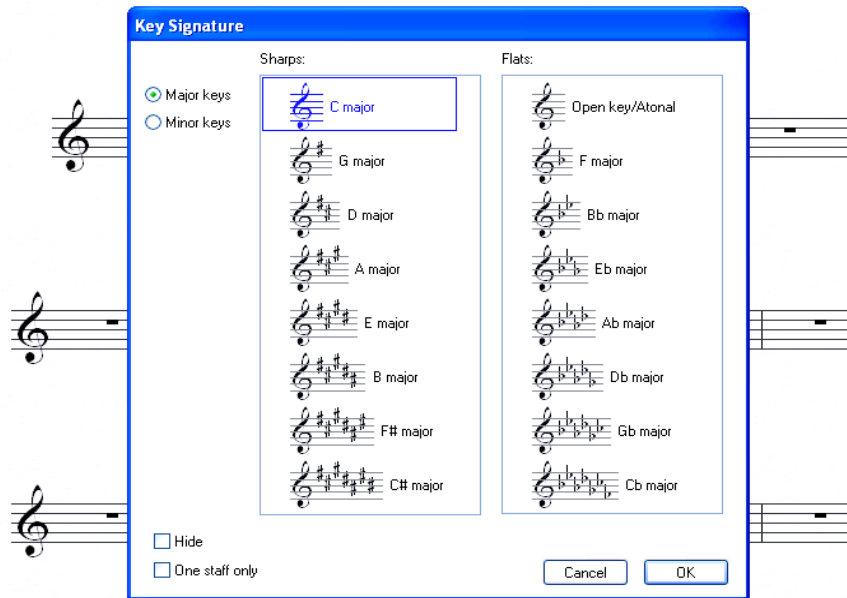 Key Signature
Sharps:
Flats:
Major keys
Minor keys
C major
G major
D major
A major
E major
B major
F# major
C# major
Open key/Atonal
F major
Bb major
Eb major
Ab major
Db major
Gb major
Cb major
Hide
One staff only
Cancel
OK